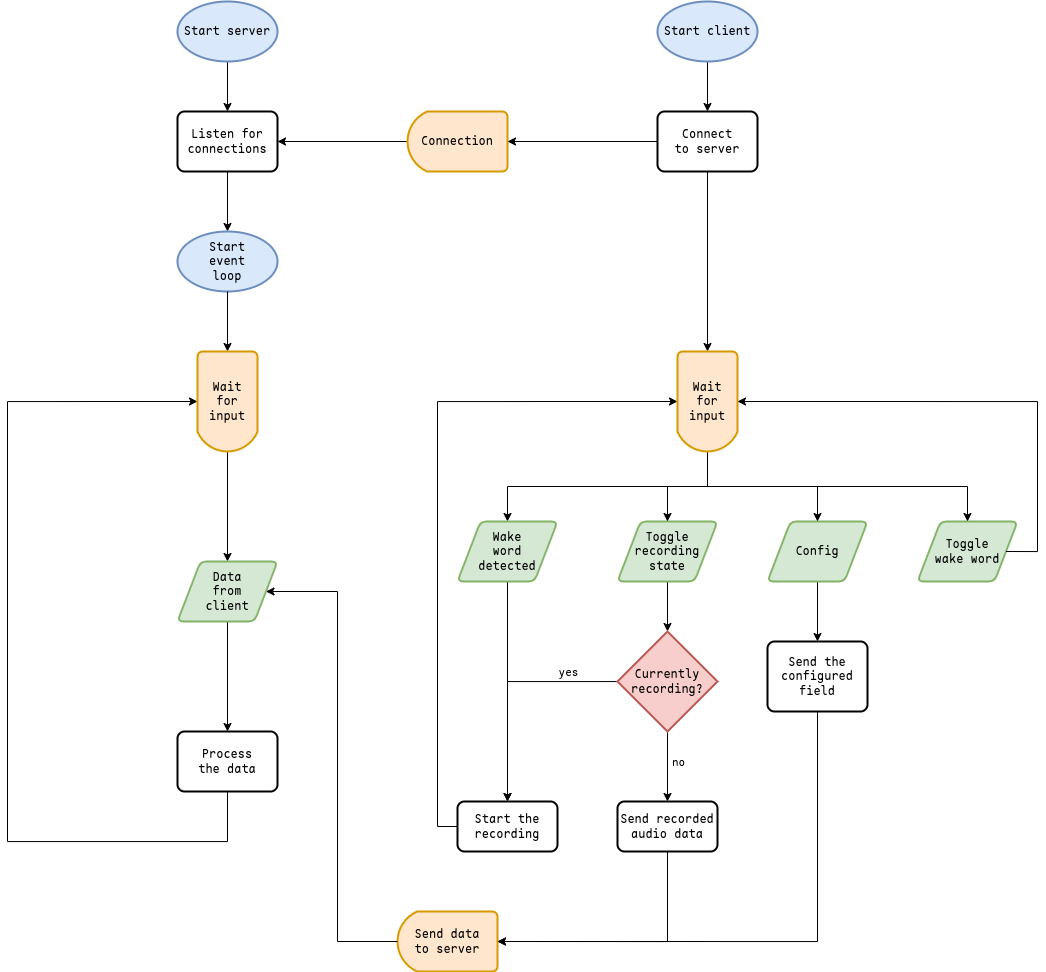 Start server
Start client
Listen for
connections
Connection
Connect
to server
Start
event
loop
Wait
for
input
Wait
for
input
Wake
word
detected
Toggle
recording
state
Config
Toggle
wake word
Data
from
client
Send the
configured
field
yes
Currently
recording?
no
Process
the data
Start the
recording
Send recorded
audio data
Send data
to server